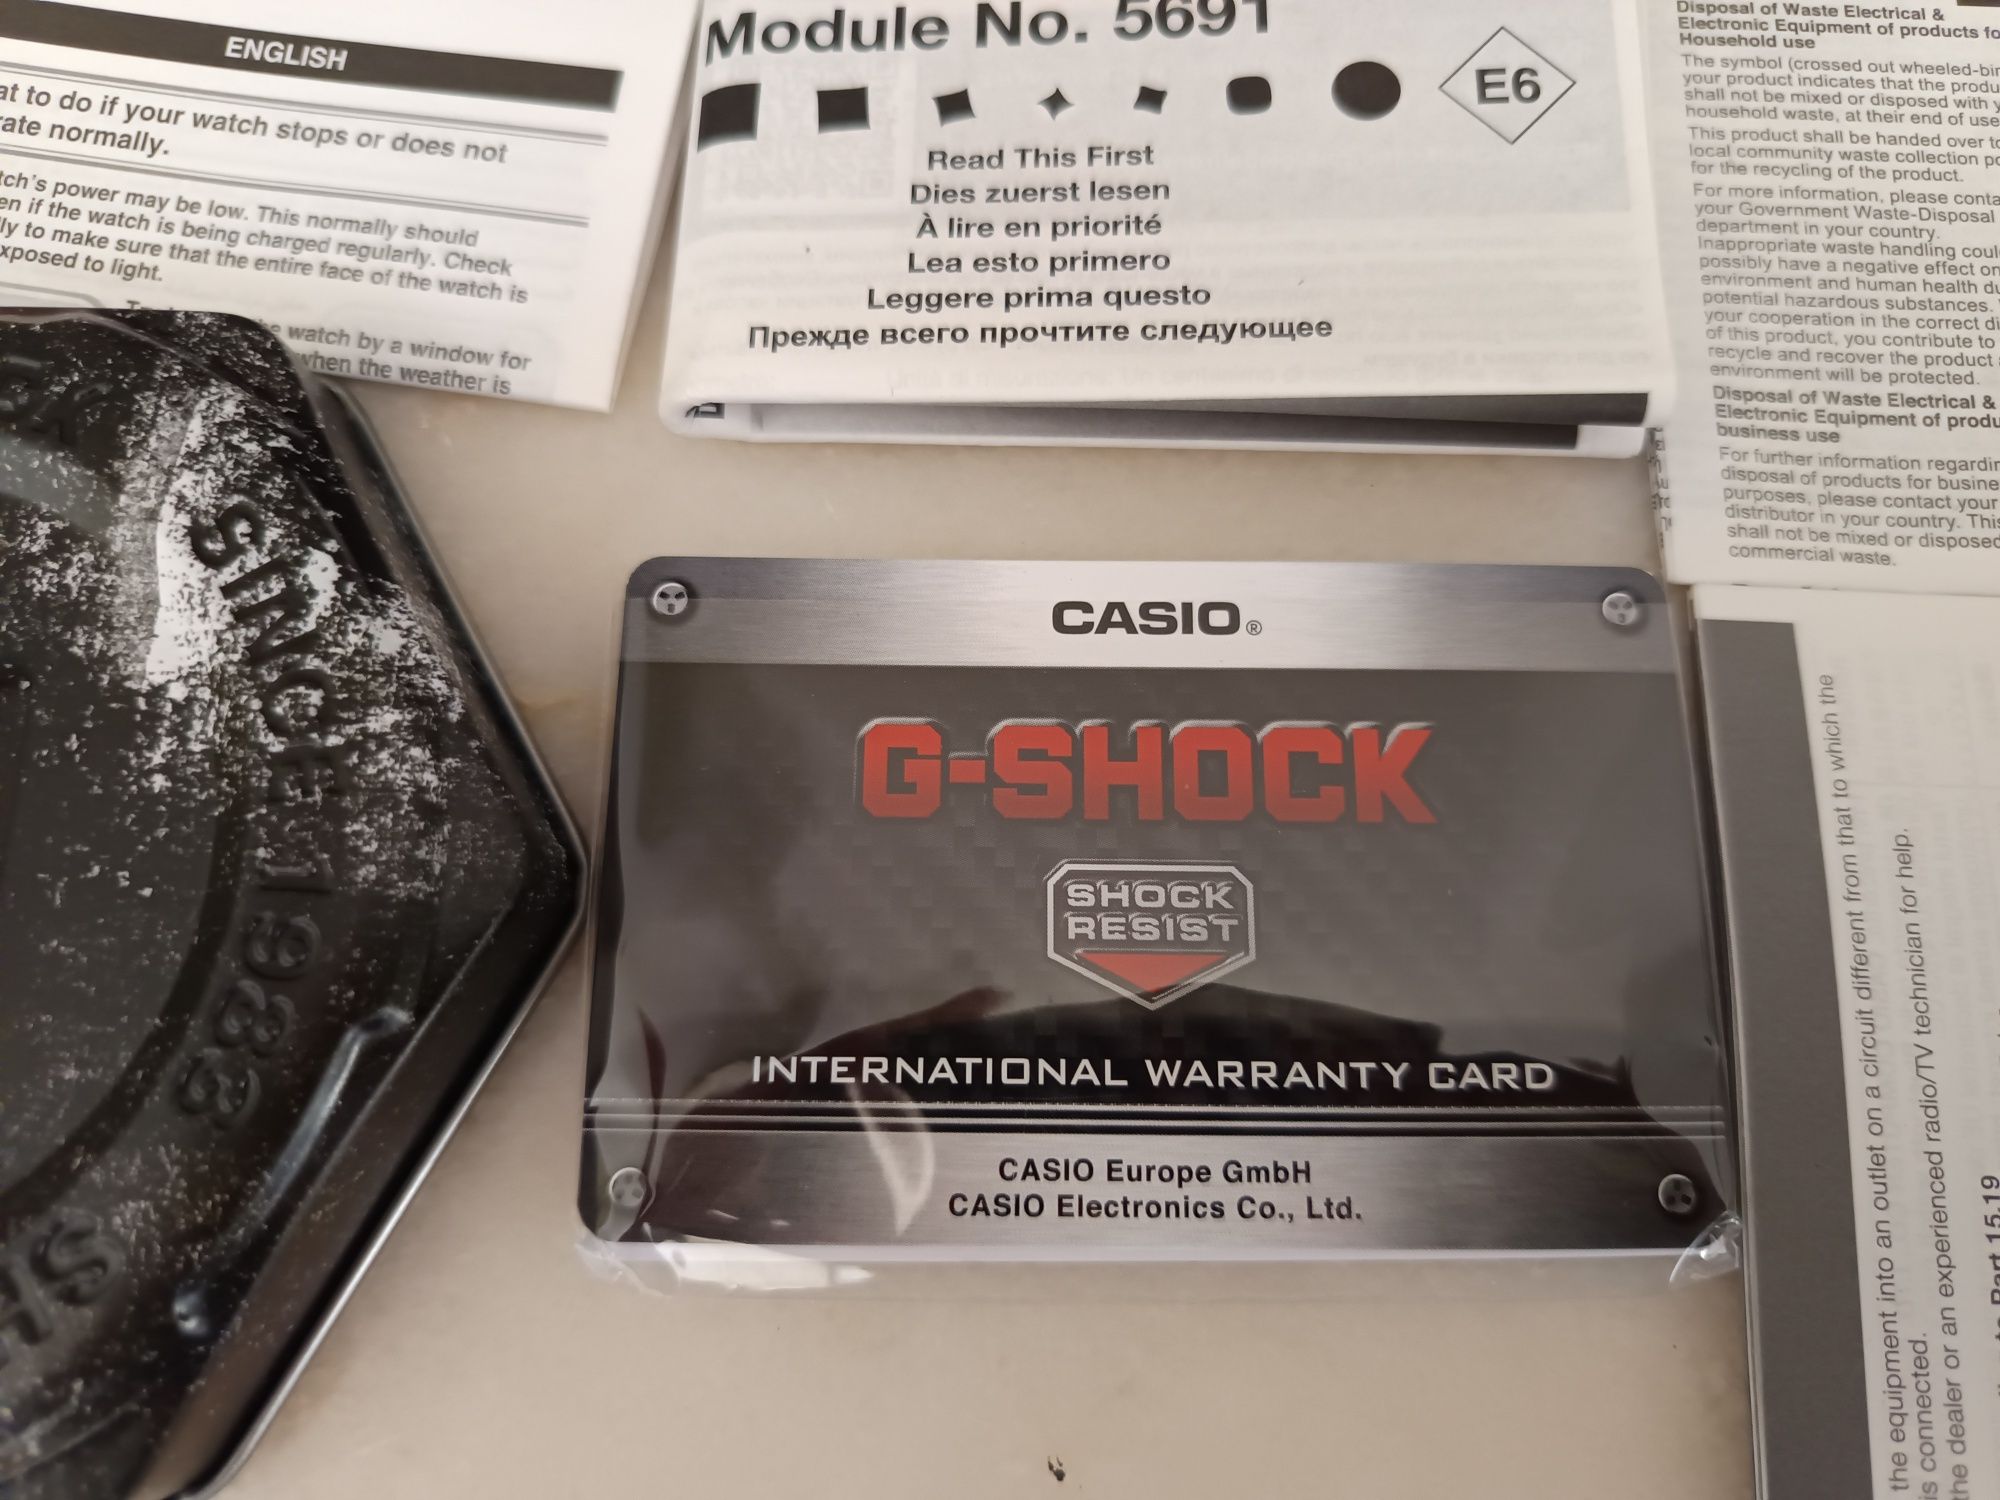 ENGLISH
at to do if your watch stops or does not
rate normally.
tch's power may be low. This normally should
en if the watch is being charged regularly. Check
ly to make sure that the entire face of the watch is
xposed to light.
watch by a window for
when the weather is
Module No. 5691
E6
Read This First
Dies zuerst lesen
À lire en priorité
Lea esto primero
Leggere prima questo
Прежде всего прочтите следующее
Disposal of Waste Electrical &
Electronic Equipment of products fo
Household use
The symbol (crossed out wheeled-bin
your product indicates that the produ
shall not be mixed or disposed with y
household waste, at their end of use
This product shall be handed over to
local community waste collection po
for the recycling of the product.
For more information, please conta
your Government Waste-Disposal
department in your country.
Inappropriate waste handling coul
possibly have a negative effect on
environment and human health du
potential hazardous substances.
your cooperation in the correct di
of this product, you contribute to
recycle and recover the product
environment will be protected.
Disposal of Waste Electrical &
Electronic Equipment of produ
business use
For further information regardin
disposal of products for busine
purposes, please contact your
distributor in your country. This
shall not be mixed or disposed
commercial waste.
SINCE 1983
SH
CASIO®
G-SHOCK
SHOCK
RESIST
INTERNATIONAL WARRANTY CARD
CASIO Europe GmbH
CASIO Electronics Co., Ltd.
the equipment into an outlet on a circuit different from that to which the
is connected.
the dealer or an experienced radio/TV technician for help.
to Part 15.19